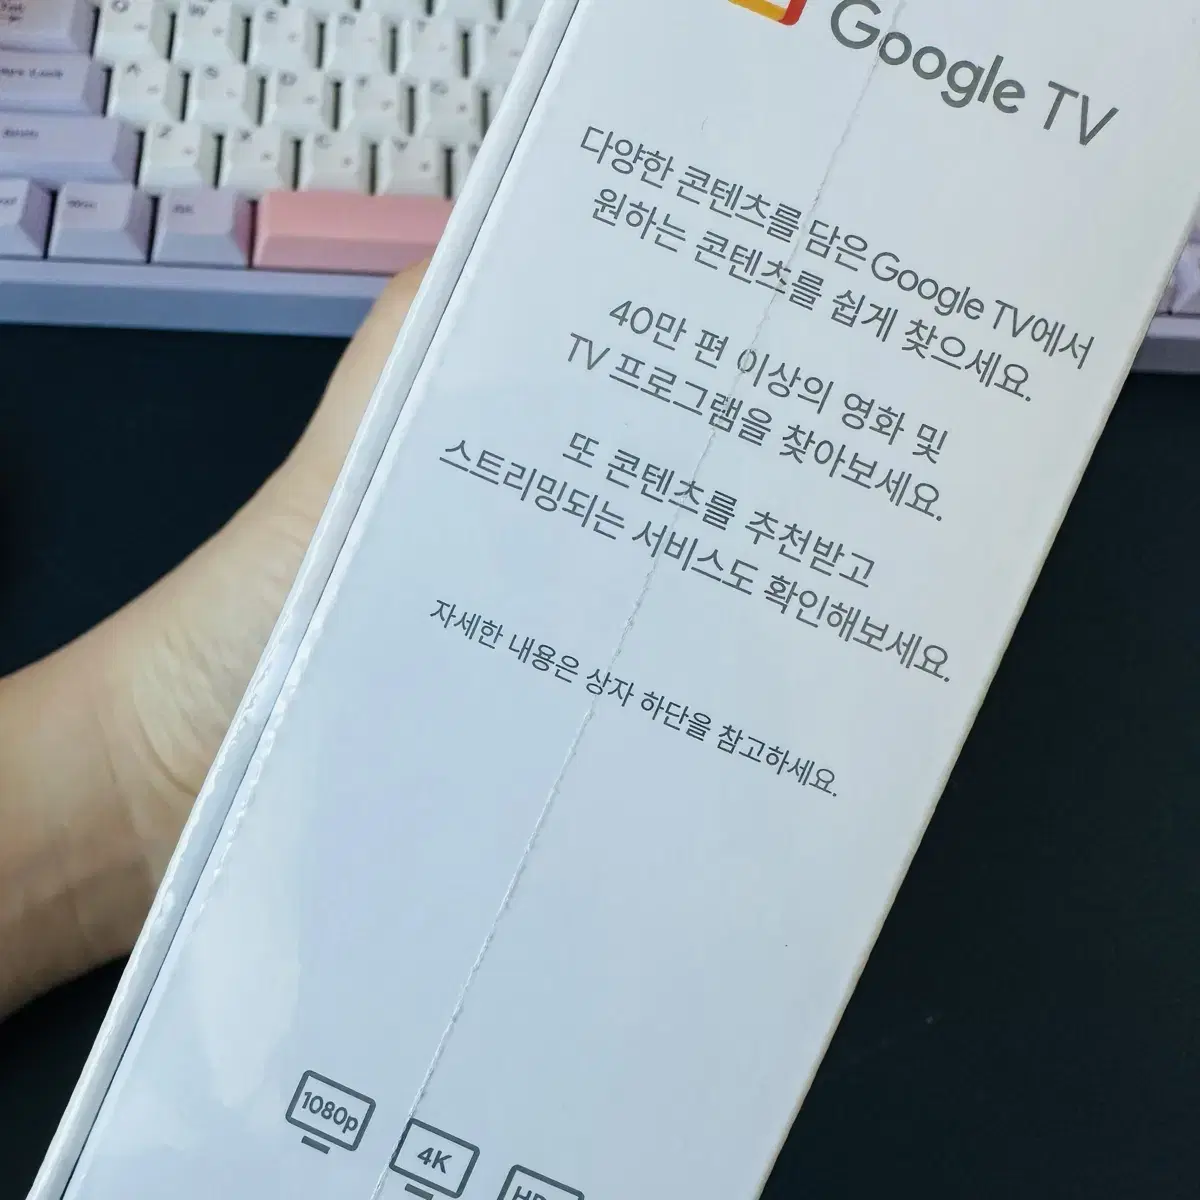 Google TV
다양한 콘텐츠를 담은 Google TV에서
원하는 콘텐츠를 쉽게 찾으세요.
40만 편 이상의 영화 및
TV 프로그램을 찾아보세요.
또 콘텐츠를 추천받고
스트리밍되는 서비스도 확인해보세요.
자세한 내용은 상자 하단을 참고하세요.
1080p
4K